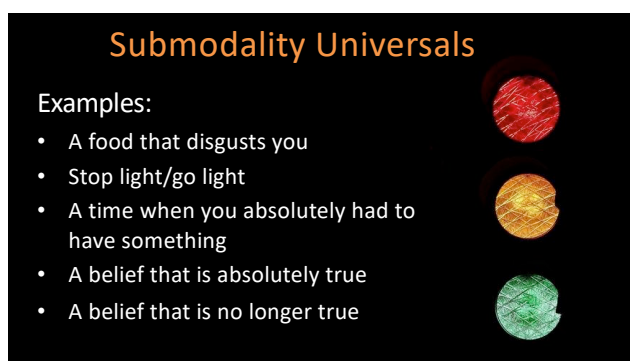 Submodality Universals
Examples:
• A food that disgusts you
• Stop light/go light
• A time when you absolutely had to
have something
• A belief that is absolutely true
• A belief that is no longer true